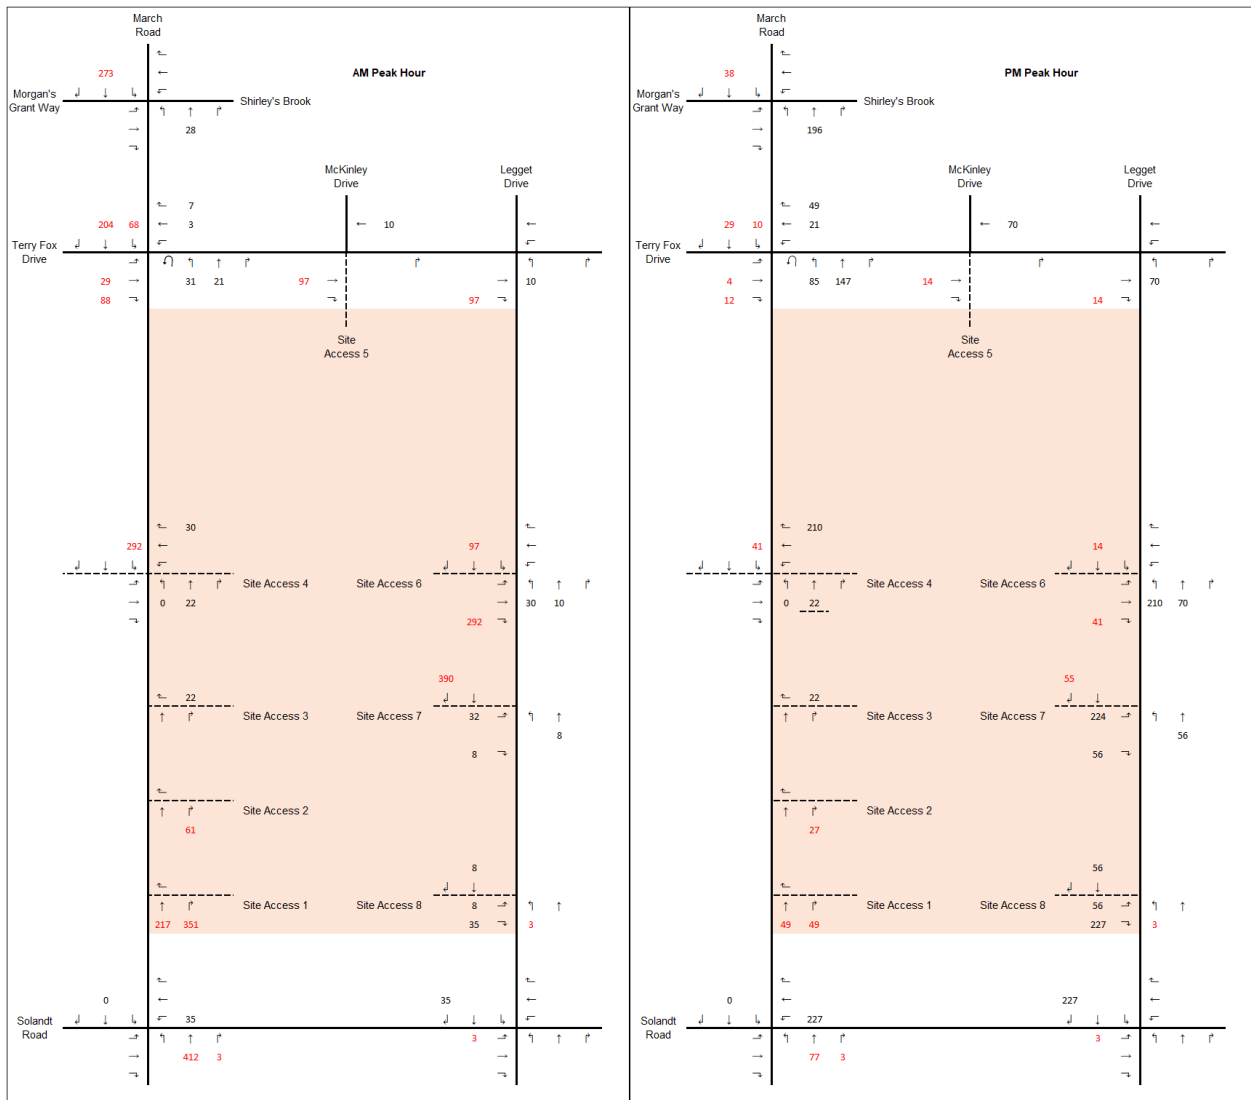 March
Road
273
AM Peak Hour
Morgan's
Grant Way
Shirley's Brook
28
McKinley
Drive
Legget
Drive
7
204 68 3 10
Terry Fox
Drive
29 31 21 97 10
88 97
Site
Access 5
30
292 97
Site Access 4 Site Access 6
0 22 30 10
292
390
22
Site Access 3 Site Access 7 32
8
8
Site Access 2
61
8
Site Access 1 Site Access 8 8
217 351 35 3
0 35
Solandt
Road
35
3
412 3
March
Road
38
PM Peak Hour
Morgan's
Grant Way
Shirley's Brook
196
McKinley
Drive
Legget
Drive
49
29 10 21 70
Terry Fox
Drive
4 85 147 14 70
12 14
Site
Access 5
210
41 14
Site Access 4 Site Access 6
0 22 210 70
41
55
22
Site Access 3 Site Access 7 224
56
56
Site Access 2
27
56
Site Access 1 Site Access 8 56
49 49 227 3
0 227
Solandt
Road
227
3
77 3